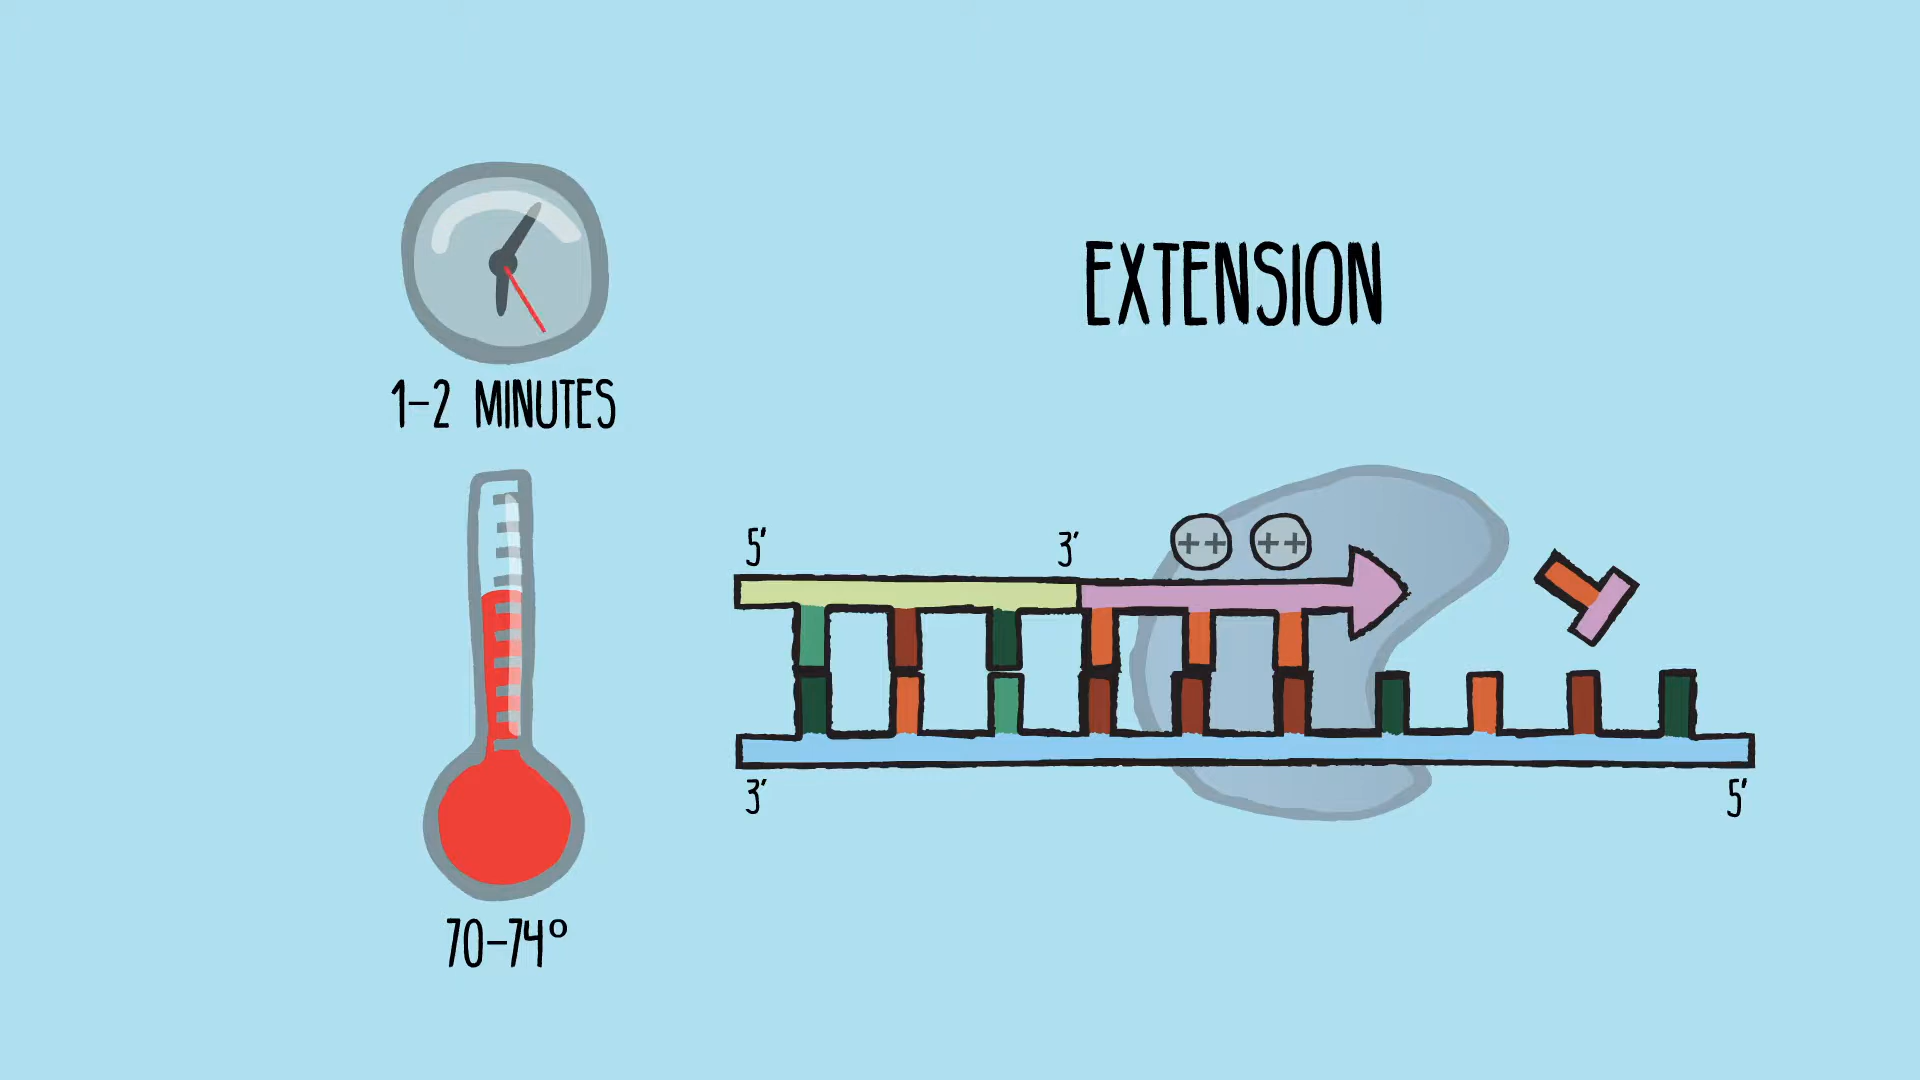 EXTENSION
1-2 MINUTES
5' 3'
++ ++
3' 5'
70-74°